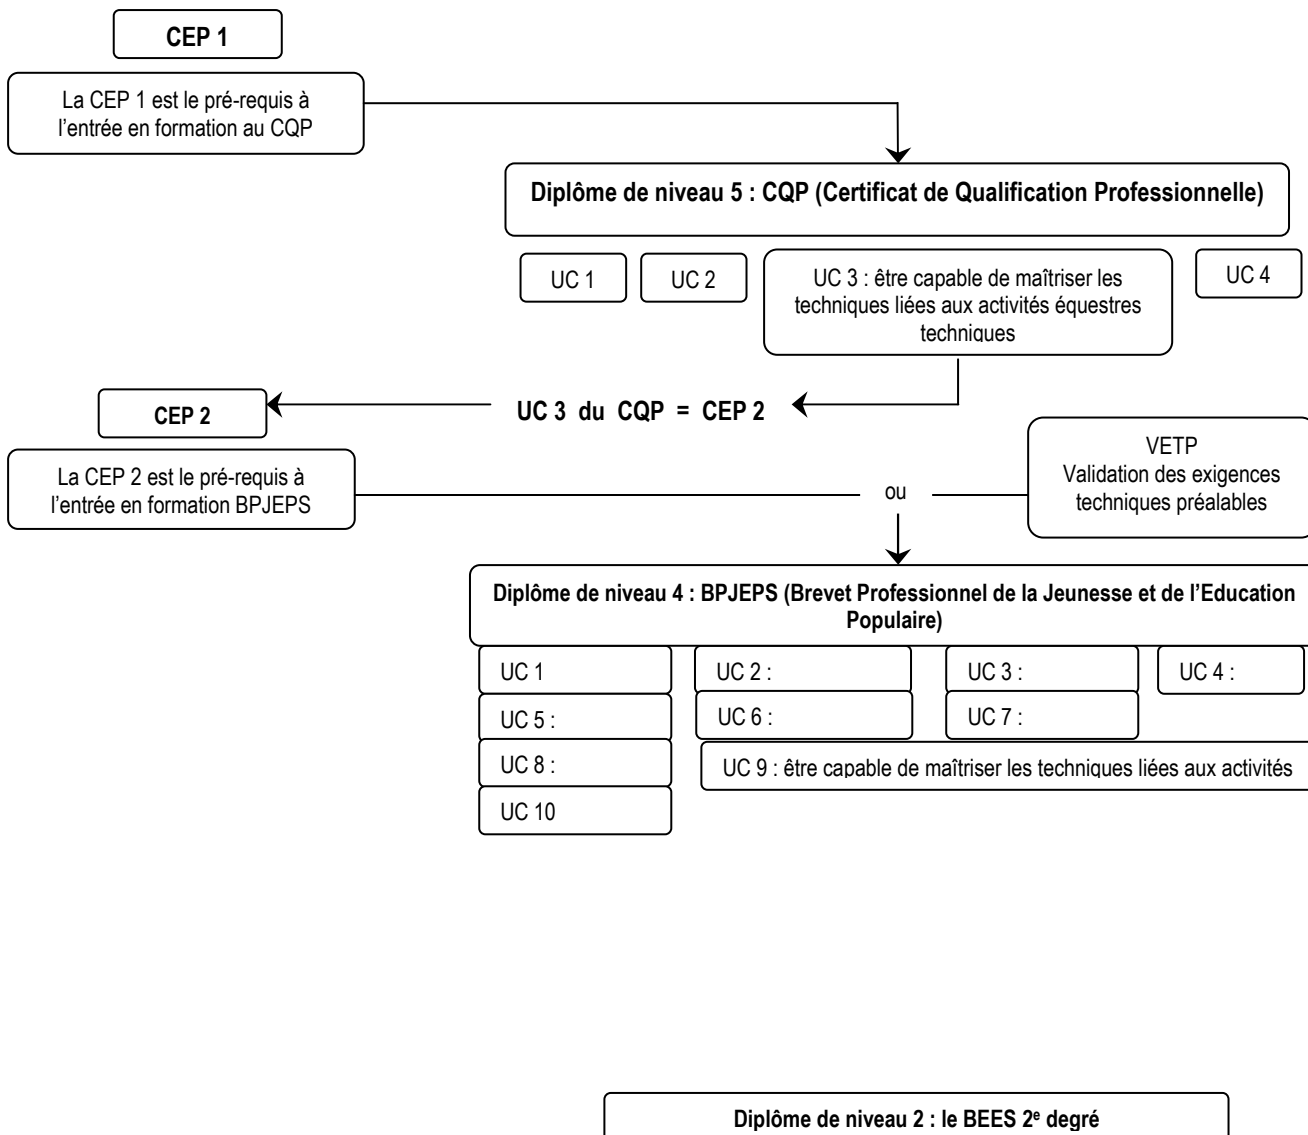 CEP 1
La CEP 1 est le pré-requis à
l’entrée en formation au CQP
Diplôme de niveau 5 : CQP (Certificat de Qualification Professionnelle)
UC 1
UC 2
UC 3 : être capable de maîtriser les
techniques liées aux activités équestres
techniques
UC 4
CEP 2
UC 3 du CQP = CEP 2
La CEP 2 est le pré-requis à
l’entrée en formation BPJEPS
ou
VETP
Validation des exigences
techniques préalables
Diplôme de niveau 4 : BPJEPS (Brevet Professionnel de la Jeunesse et de l’Education
Populaire)
UC 1
UC 2 :
UC 3 :
UC 4 :
UC 5 :
UC 6 :
UC 7 :
UC 8 :
UC 9 : être capable de maîtriser les techniques liées aux activités
UC 10
Diplôme de niveau 2 : le BEES 2e degré